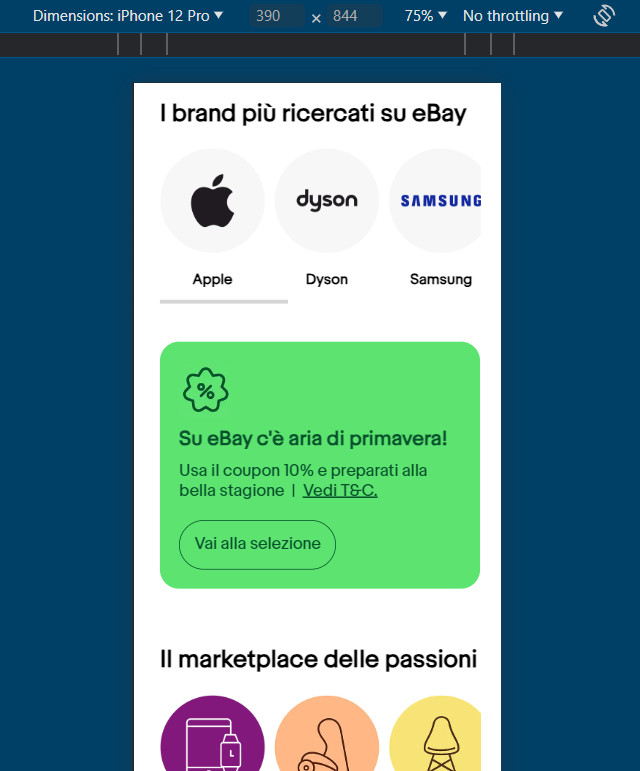 Dimensions: iPhone 12 Pro 390 × 844 75% No throttling
I brand più ricercati su eBay
dyson SAMSUNG
Apple Dyson Samsung
%
Su eBay c'è aria di primavera!
Usa il coupon 10% e preparati alla
bella stagione | Vedi T&C.
Vai alla selezione
Il marketplace delle passioni